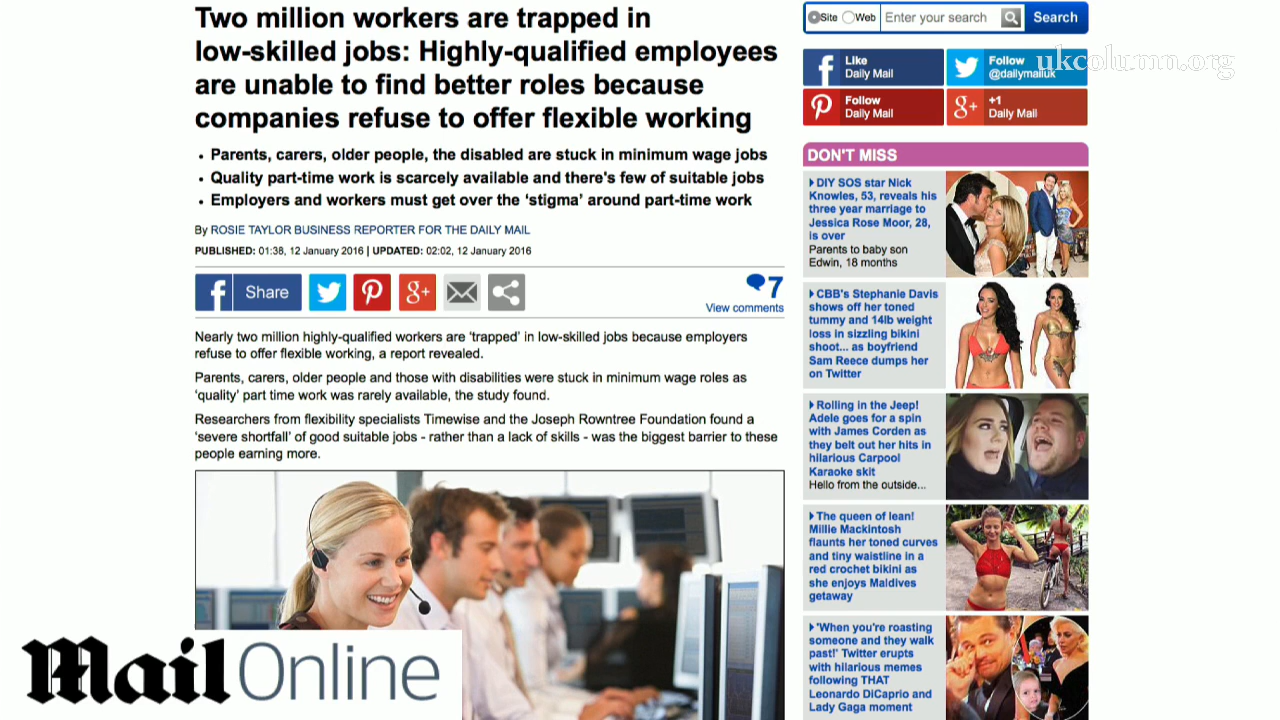 Two million workers are trapped in
low-skilled jobs: Highly-qualified employees
are unable to find better roles because
companies refuse to offer flexible working
• Parents, carers, older people, the disabled are stuck in minimum wage jobs
• Quality part-time work is scarcely available and there's few of suitable jobs
• Employers and workers must get over the ‘stigma’ around part-time work
By ROSIE TAYLOR BUSINESS REPORTER FOR THE DAILY MAIL
PUBLISHED: 01:38, 12 January 2016 | UPDATED: 02:02, 12 January 2016
f Share
g+
7
View comments
Nearly two million highly-qualified workers are ‘trapped’ in low-skilled jobs because employers
refuse to offer flexible working, a report revealed.
Parents, carers, older people and those with disabilities were stuck in minimum wage roles as
‘quality’ part time work was rarely available, the study found.
Researchers from flexibility specialists Timewise and the Joseph Rowntree Foundation found a
‘severe shortfall’ of good suitable jobs - rather than a lack of skills - was the biggest barrier to these
people earning more.
Mail Online
Site Web Enter your search Search
ukcolumn.org
f Like
Daily Mail
Follow
@dailymailuk
Follow
Daily Mail
g+ +1
Daily Mail
DON'T MISS
DIY SOS star Nick
Knowles, 53, reveals his
three year marriage to
Jessica Rose Moor, 28,
is over
Parents to baby son
Edwin, 18 months
CBB's Stephanie Davis
shows off her toned
tummy and 14lb weight
loss in sizzling bikini
shoot... as boyfriend
Sam Reece dumps her
on Twitter
Rolling in the Jeep!
Adele goes for a spin
with James Corden as
they belt out her hits in
hilarious Carpool
Karaoke skit
Hello from the outside...
The queen of lean!
Millie Mackintosh
flaunts her toned curves
and tiny waistline in a
red crochet bikini as
she enjoys Maldives
getaway
'When you're roasting
someone and they walk
past!' Twitter erupts
with hilarious memes
following THAT
Leonardo DiCaprio and
Lady Gaga moment